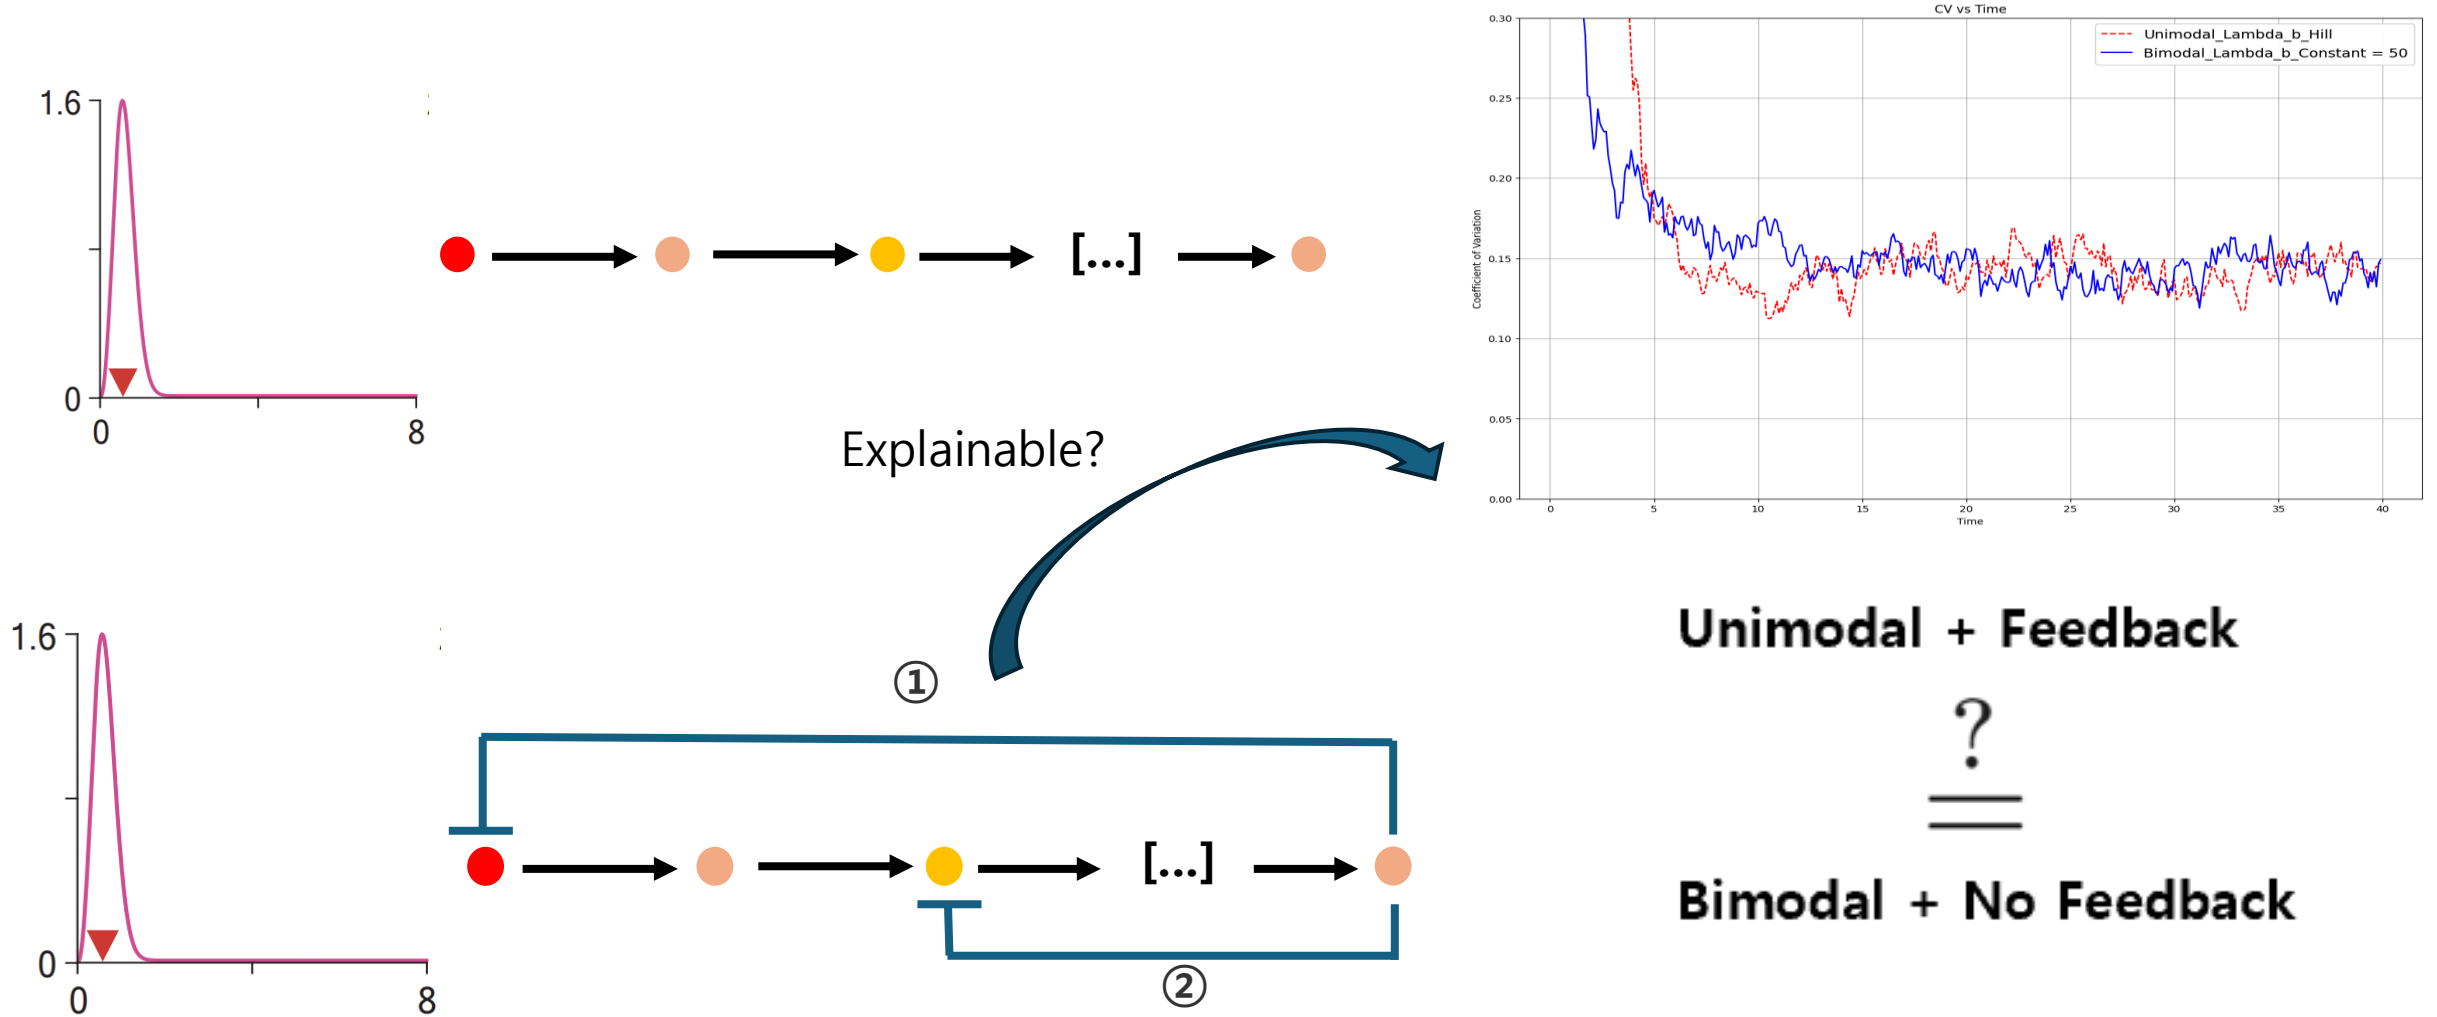 1.6
0
0
8
[...]
Explainable?
CV vs Time
Unimodal_Lambda_b_Hill
Bimodal_Lambda_b_Constant = 50
Coefficient of Variation
0.30
0.25
0.20
0.15
0.10
0.05
0.00
0 5 10 15 20 25 30 35 40
Time
1.6
0
0
8
①
[...]
②
Unimodal + Feedback
?
Bimodal + No Feedback